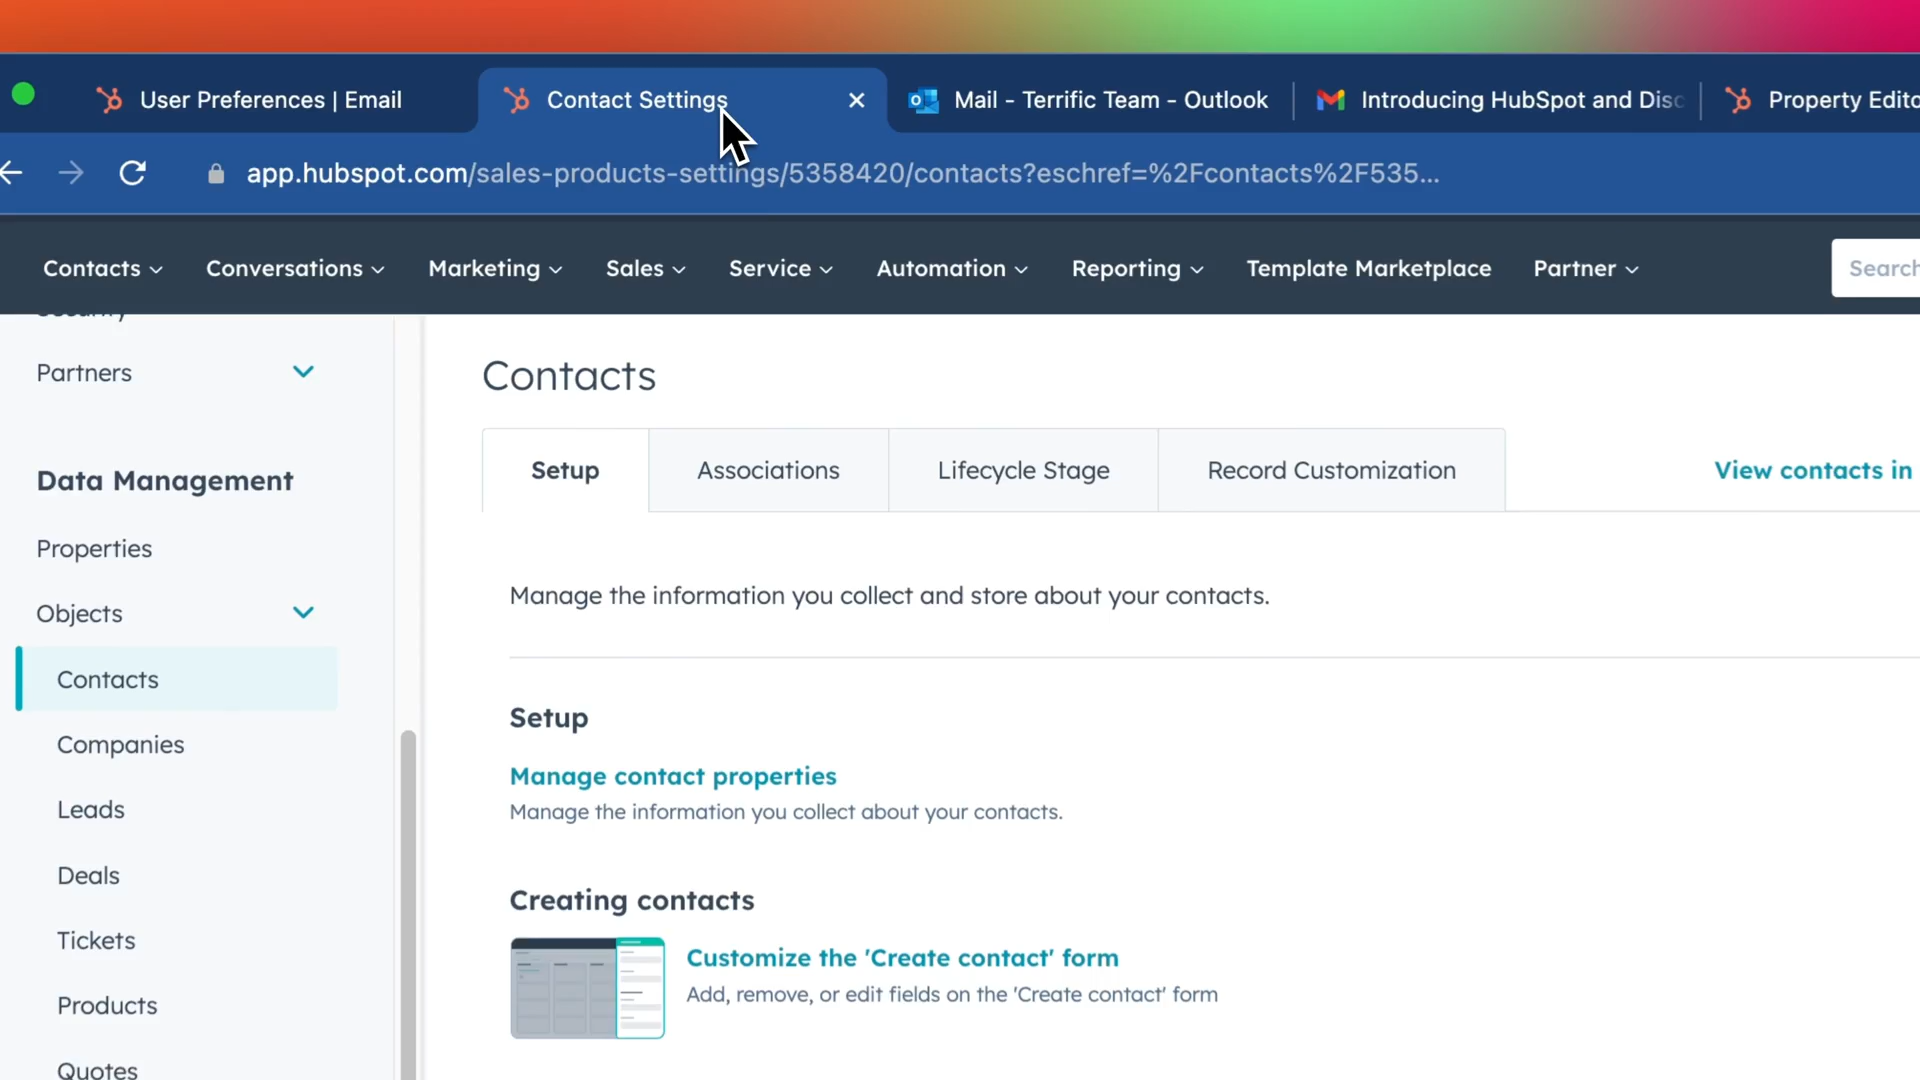 User Preferences | Email
Contact Settings
Mail - Terrific Team - Outlook
Introducing HubSpot and Disc
Property Edito
app.hubspot.com/sales-products-settings/5358420/contacts?eschref=%2Fcontacts%2F535...
Contacts
Conversations
Marketing
Sales
Service
Automation
Reporting
Template Marketplace
Partner
Search
Security
Partners
Data Management
Properties
Objects
Contacts
Companies
Leads
Deals
Tickets
Products
Quotes
Contacts
Setup
Associations
Lifecycle Stage
Record Customization
View contacts in
Manage the information you collect and store about your contacts.
Setup
Manage contact properties
Manage the information you collect about your contacts.
Creating contacts
Customize the 'Create contact' form
Add, remove, or edit fields on the 'Create contact' form